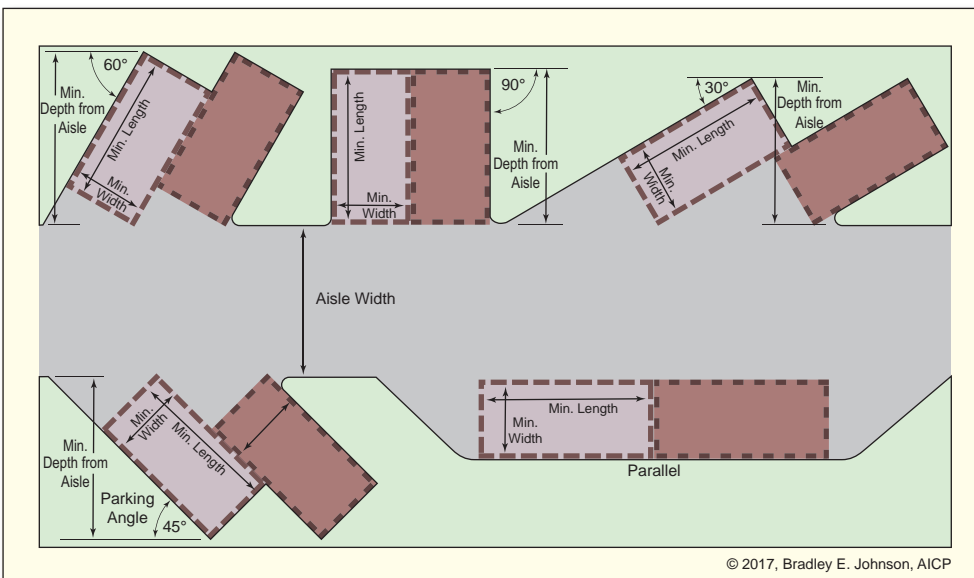 60°
Min.
Depth from
Aisle
Min. Length
Min.
Width
Min. Length
Min.
Width
90°
Min.
Depth from
Aisle
30°
Min. Length
Min.
Width
Min.
Depth from
Aisle
Aisle Width
Min.
Depth from
Aisle
Min.
Width
Min. Length
Parking
Angle
45°
Min. Length
Min.
Width
Parallel
© 2017, Bradley E. Johnson, AICP